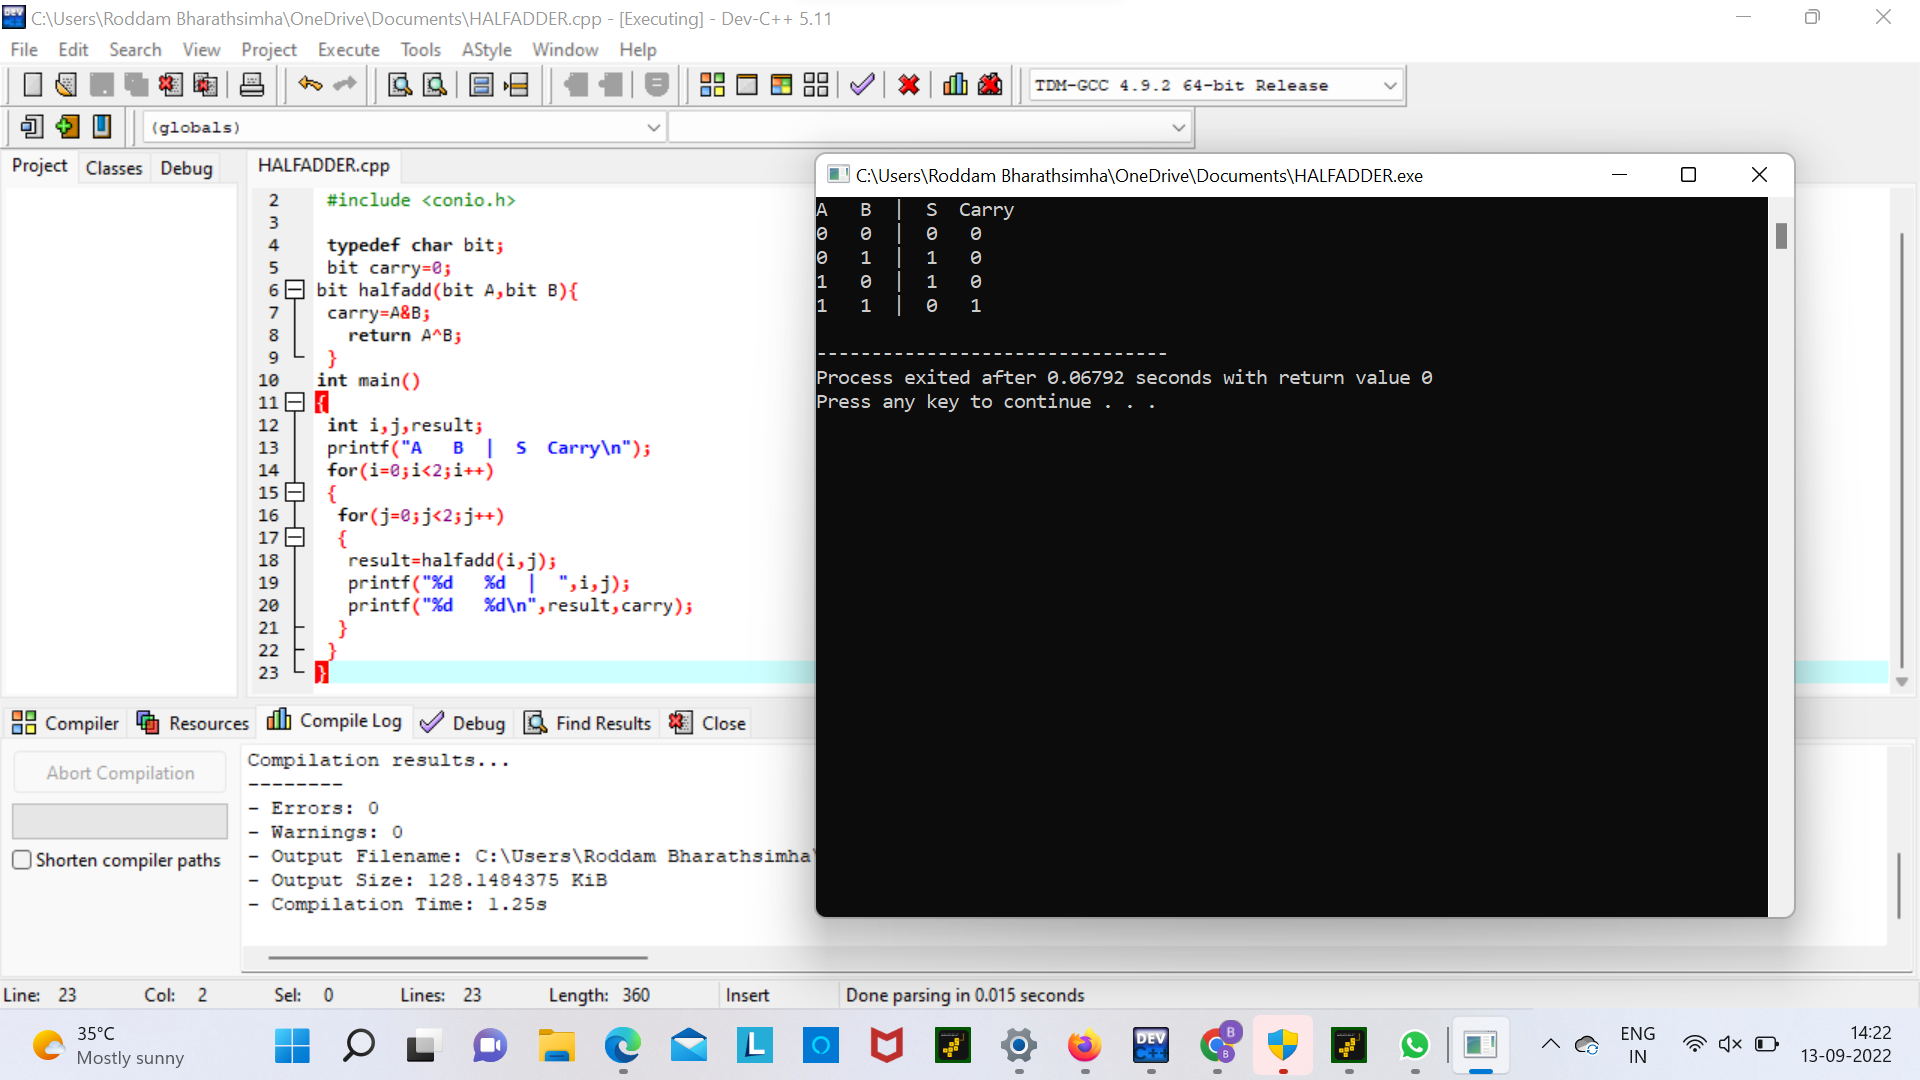 C:\Users\Roddam Bharathsimha\OneDrive\Documents\HALFADDER.cpp - [Executing] - Dev-C++ 5.11
File Edit Search View Project Execute Tools AStyle Window Help
TDM-GCC 4.9.2 64-bit Release
(globals)
Project Classes Debug
HALFADDER.cpp
2 #include <conio.h>
3
4 typedef char bit;
5 bit carry=0;
6 bit halfadd(bit A,bit B){
7 carry=A&B;
8 return A^B;
9 }
10 int main()
11 {
12 int i,j,result;
13 printf("A   B  |  S  Carry\n");
14 for(i=0;i<2;i++)
15 {
16 for(j=0;j<2;j++)
17 {
18 result=halfadd(i,j);
19 printf("%d   %d  |  ",i,j);
20 printf("%d   %d\n",result,carry);
21 }
22 }
23 }
C:\Users\Roddam Bharathsimha\OneDrive\Documents\HALFADDER.exe
A   B  |  S  Carry
0   0  |  0   0
0   1  |  1   0
1   0  |  1   0
1   1  |  0   1
--------------------------------
Process exited after 0.06792 seconds with return value 0
Press any key to continue . . .
Compiler Resources Compile Log Debug Find Results Close
Abort Compilation
Shorten compiler paths
Compilation results...
--------
- Errors: 0
- Warnings: 0
- Output Filename: C:\Users\Roddam Bharathsimha
- Output Size: 128.1484375 KiB
- Compilation Time: 1.25s
Line: 23 Col: 2 Sel: 0 Lines: 23 Length: 360 Insert Done parsing in 0.015 seconds
35°C
Mostly sunny
DEV
C++
B
B
L
ENG
IN
14:22
13-09-2022